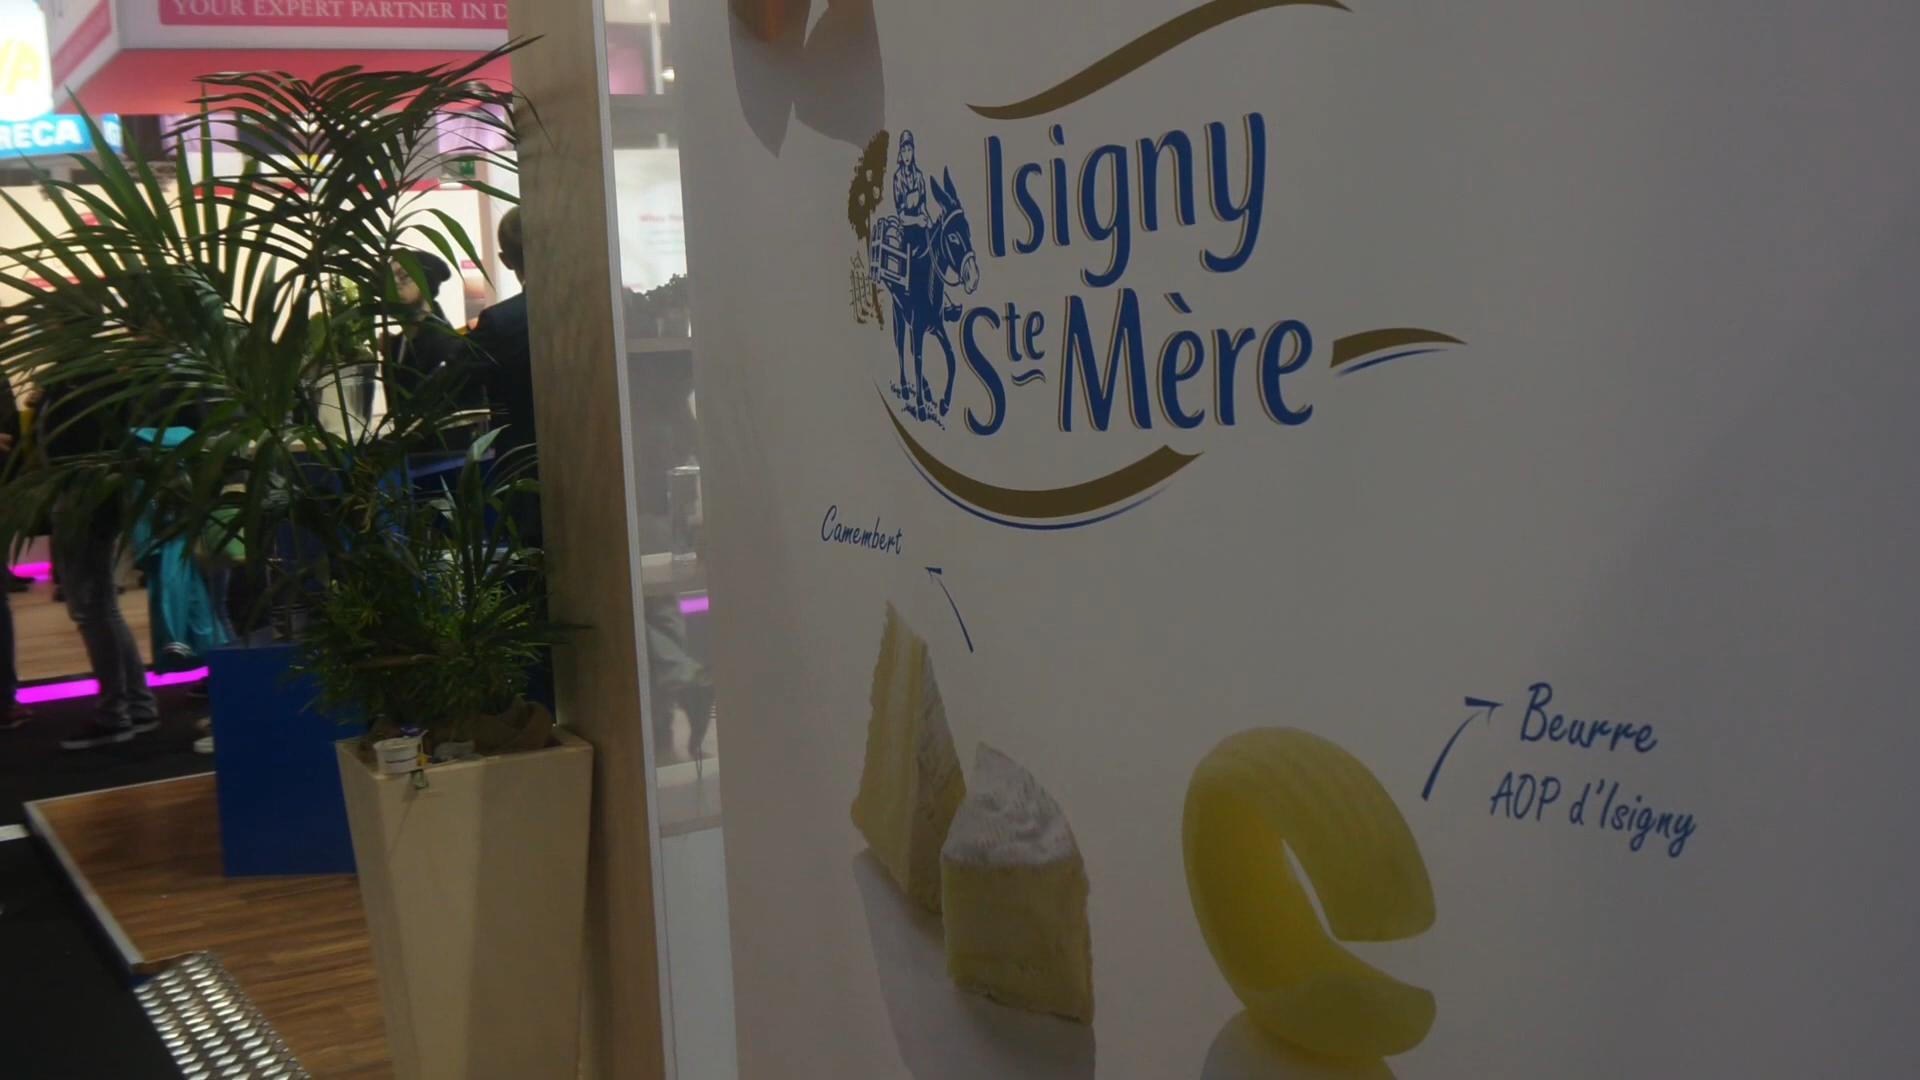 YOUR EXPERT PARTNER IN D
RECA
Isigny
Ste Mère
Camembert
Beurre
AOP d'Isigny